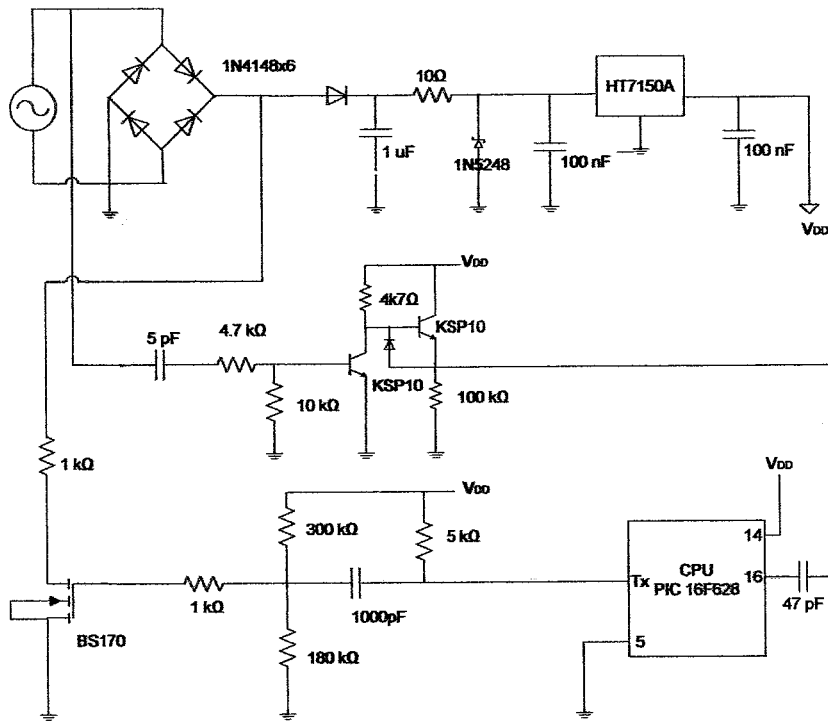 1N4148x6
10Ω
HT7150A
1 uF
1N5248
100 nF
100 nF
VDD
VDD
4k7Ω
KSP10
5 pF
4.7 kΩ
KSP10
10 kΩ
100 kΩ
1 kΩ
VDD
VDD
300 kΩ
5 kΩ
14
CPU
16
Tx
PIC 16F628
1 kΩ
1000pF
47 pF
BS170
5
180 kΩ